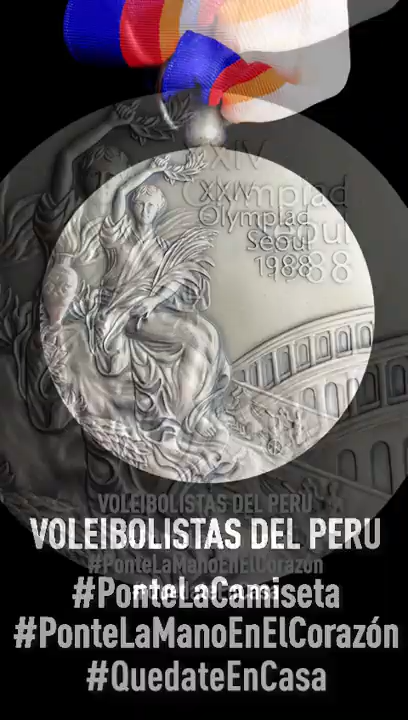 XXIV
Olympiad
Seoul
1988
VOLEIBOLISTAS DEL PERU
VOLEIBOLISTAS DEL PERU
#PonteLaManoEnElCorazón
#PonteLaCamiseta
#PonteLaManoEnElCorazón
#QuedateEnCasa